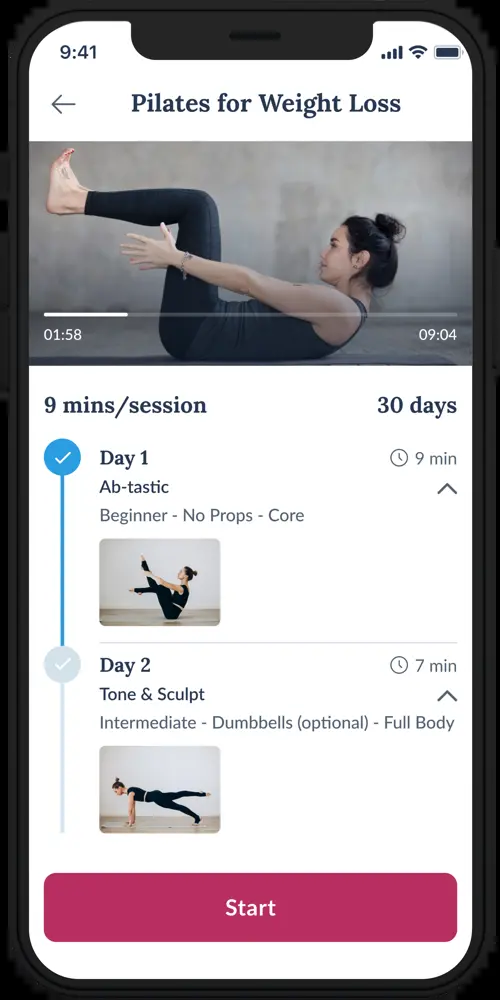 9:41
Pilates for Weight Loss
01:58 09:04
9 mins/session 30 days
Day 1 9 min
Ab-tastic
Beginner - No Props - Core
Day 2 7 min
Tone & Sculpt
Intermediate - Dumbbells (optional) - Full Body
Start